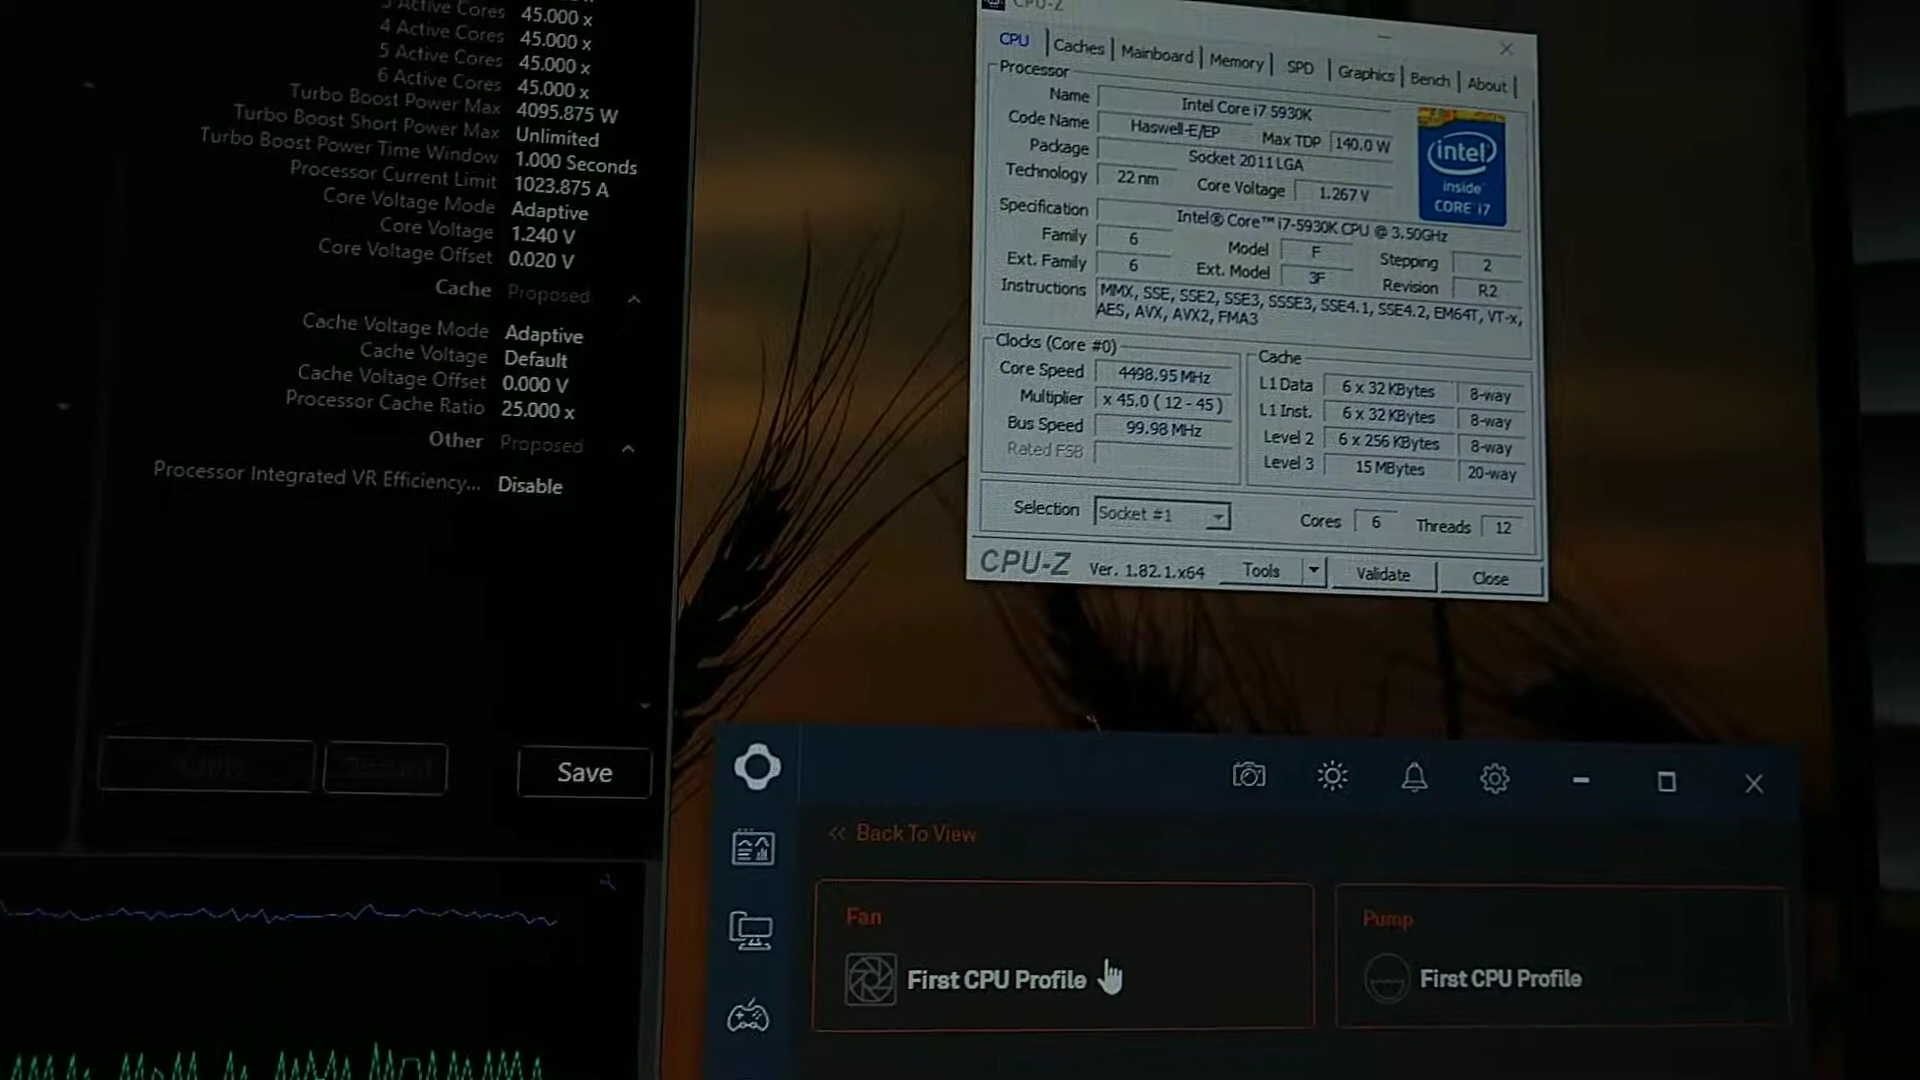 3 Active Cores 45.000 x
4 Active Cores 45.000 x
5 Active Cores 45.000 x
6 Active Cores 45.000 x
Turbo Boost Power Max 4095.875 W
Turbo Boost Short Power Max Unlimited
Turbo Boost Power Time Window 1.000 Seconds
Processor Current Limit 1023.875 A
Core Voltage Mode Adaptive
Core Voltage 1.240 V
Core Voltage Offset 0.020 V
Cache Proposed
Cache Voltage Mode Adaptive
Cache Voltage Default
Cache Voltage Offset 0.000 V
Processor Cache Ratio 25.000 x
Other Proposed
Processor Integrated VR Efficiency... Disable
Save
CPU-Z
CPU Caches Mainboard Memory SPD Graphics Bench About
Processor
Name Intel Core i7 5930K
Code Name Haswell-E/EP Max TDP 140.0 W
Package Socket 2011 LGA
Technology 22 nm Core Voltage 1.267 V
intel
inside
CORE i7
Specification Intel® Core™ i7-5930K CPU @ 3.50GHz
Family 6 Model F Stepping 2
Ext. Family 6 Ext. Model 3F Revision R2
Instructions MMX, SSE, SSE2, SSE3, SSSE3, SSE4.1, SSE4.2, EM64T, VT-x,
AES, AVX, AVX2, FMA3
Clocks (Core #0)
Core Speed 4498.95 MHz
Multiplier x 45.0 ( 12 - 45 )
Bus Speed 99.98 MHz
Rated FSB
Cache
L1 Data 6 x 32 KBytes 8-way
L1 Inst. 6 x 32 KBytes 8-way
Level 2 6 x 256 KBytes 8-way
Level 3 15 MBytes 20-way
Selection Socket #1 Cores 6 Threads 12
CPU-Z Ver. 1.82.1.x64 Tools Validate Close
« Back To View
Fan
First CPU Profile
Pump
First CPU Profile